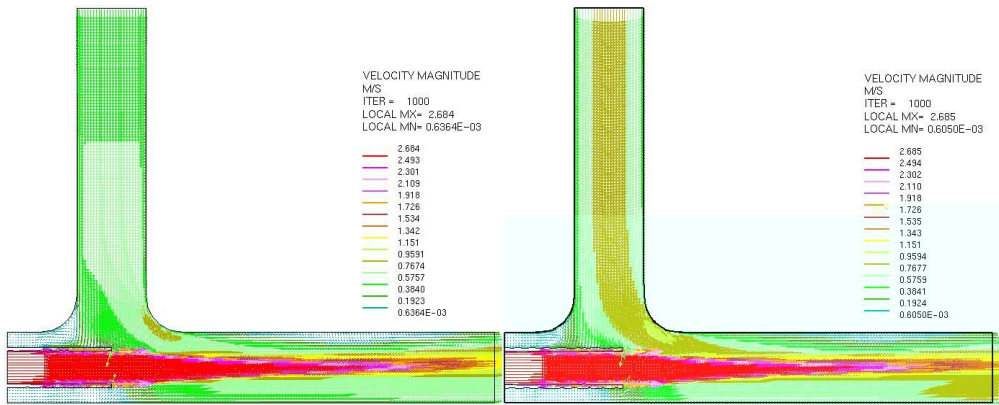 VELOCITY MAGNITUDE
M/S
ITER = 1000
LOCAL MX= 2.684
LOCAL MN= 0.6364E-03
2.684
2.493
2.301
2.109
1.918
1.726
1.534
1.342
1.151
0.9591
0.7674
0.5757
0.3840
0.1923
0.6364E-03
VELOCITY MAGNITUDE
M/S
ITER = 1000
LOCAL MX= 2.685
LOCAL MN= 0.6050E-03
2.685
2.494
2.302
2.110
1.918
1.726
1.535
1.343
1.151
0.9594
0.7677
0.5759
0.3841
0.1924
0.6050E-03